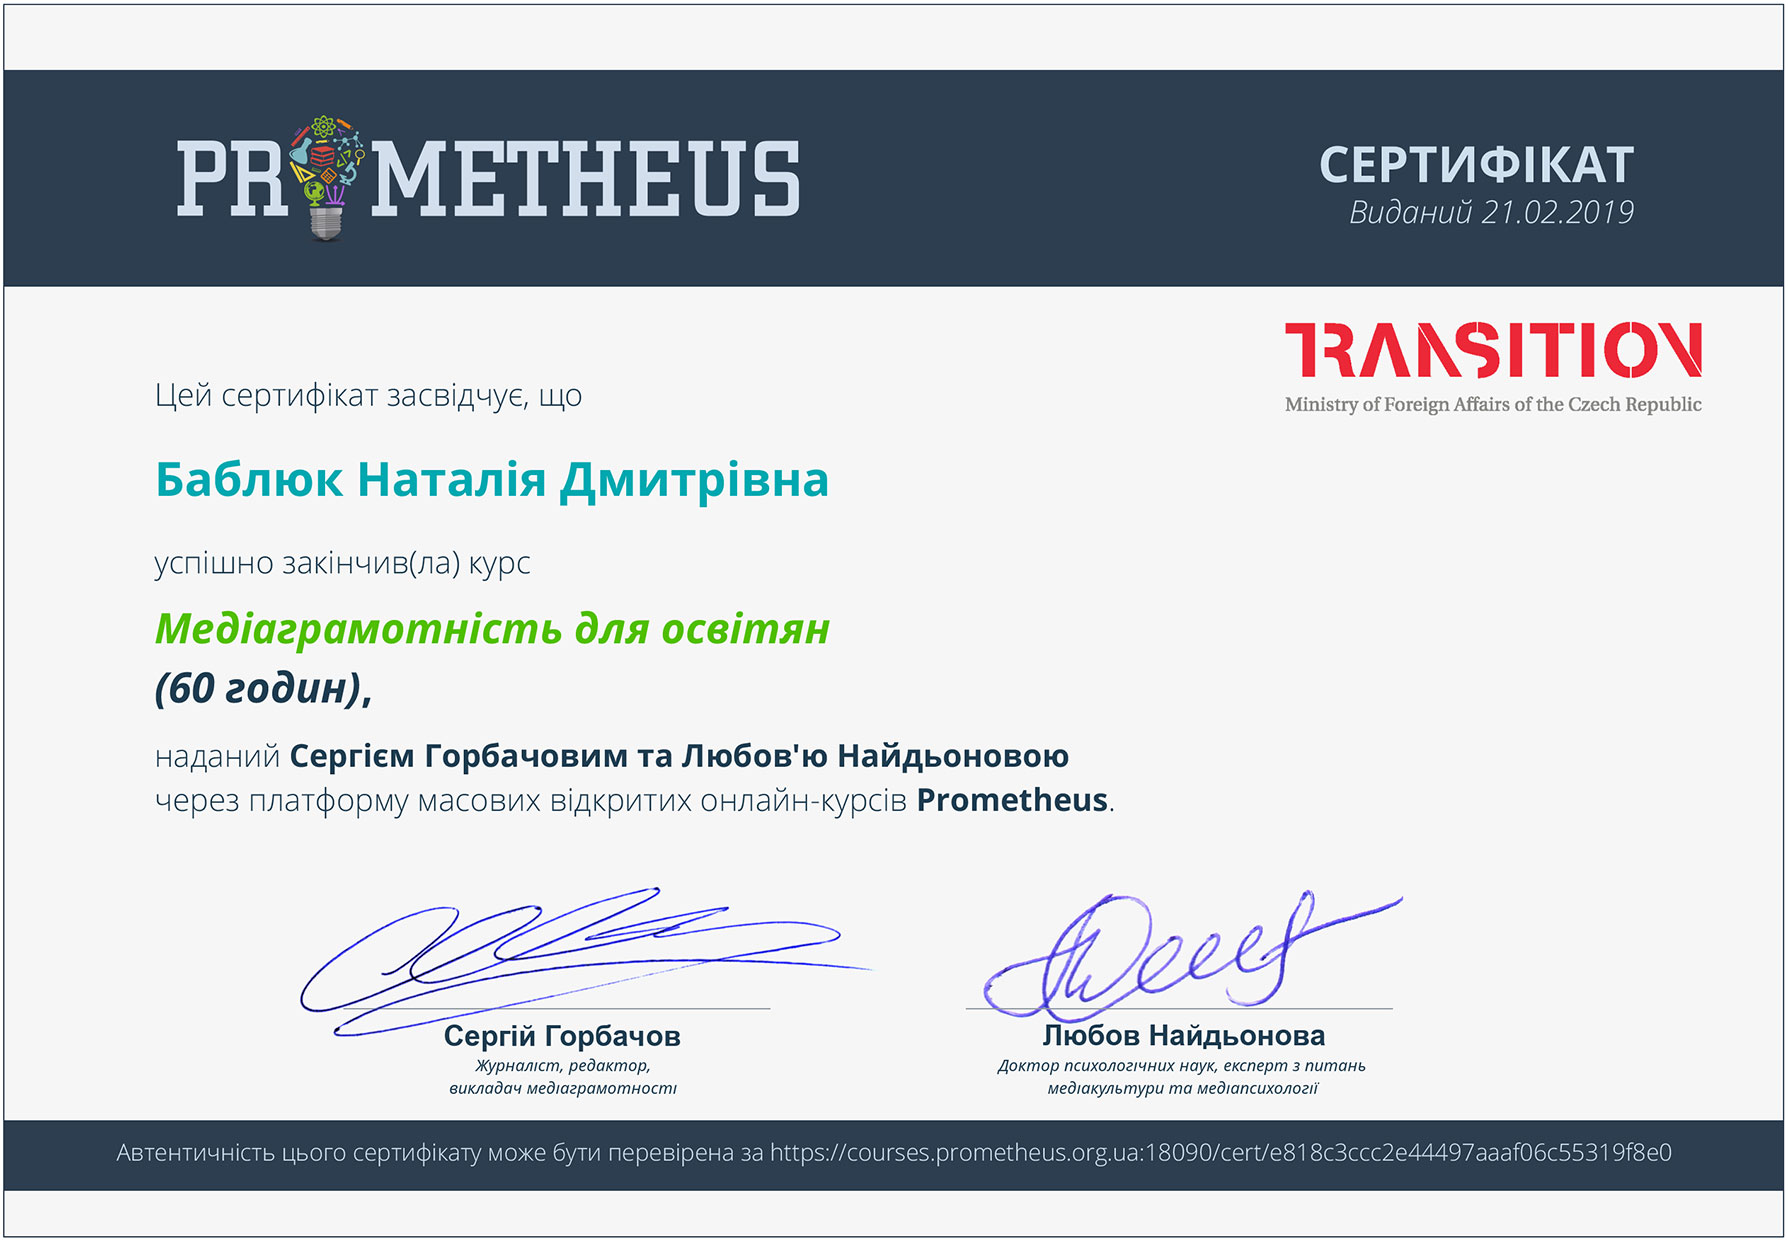 PROMETHEUS
СЕРТИФІКАТ
Виданий 21.02.2019
TRANSITION
Ministry of Foreign Affairs of the Czech Republic
Цей сертифікат засвідчує, що
Баблюк Наталія Дмитрівна
успішно закінчив(ла) курс
Медіаграмотність для освітян
(60 годин),
наданий Сергієм Горбачовим та Любов'ю Найдьоновою
через платформу масових відкритих онлайн-курсів Prometheus.
Сергій Горбачов
Журналіст, редактор,
викладач медіаграмотності
Любов Найдьонова
Доктор психологічних наук, експерт з питань
медіакультури та медіапсихології
Автентичність цього сертифікату може бути перевірена за https://courses.prometheus.org.ua:18090/cert/e818c3ccc2e44497aaaf06c55319f8e0